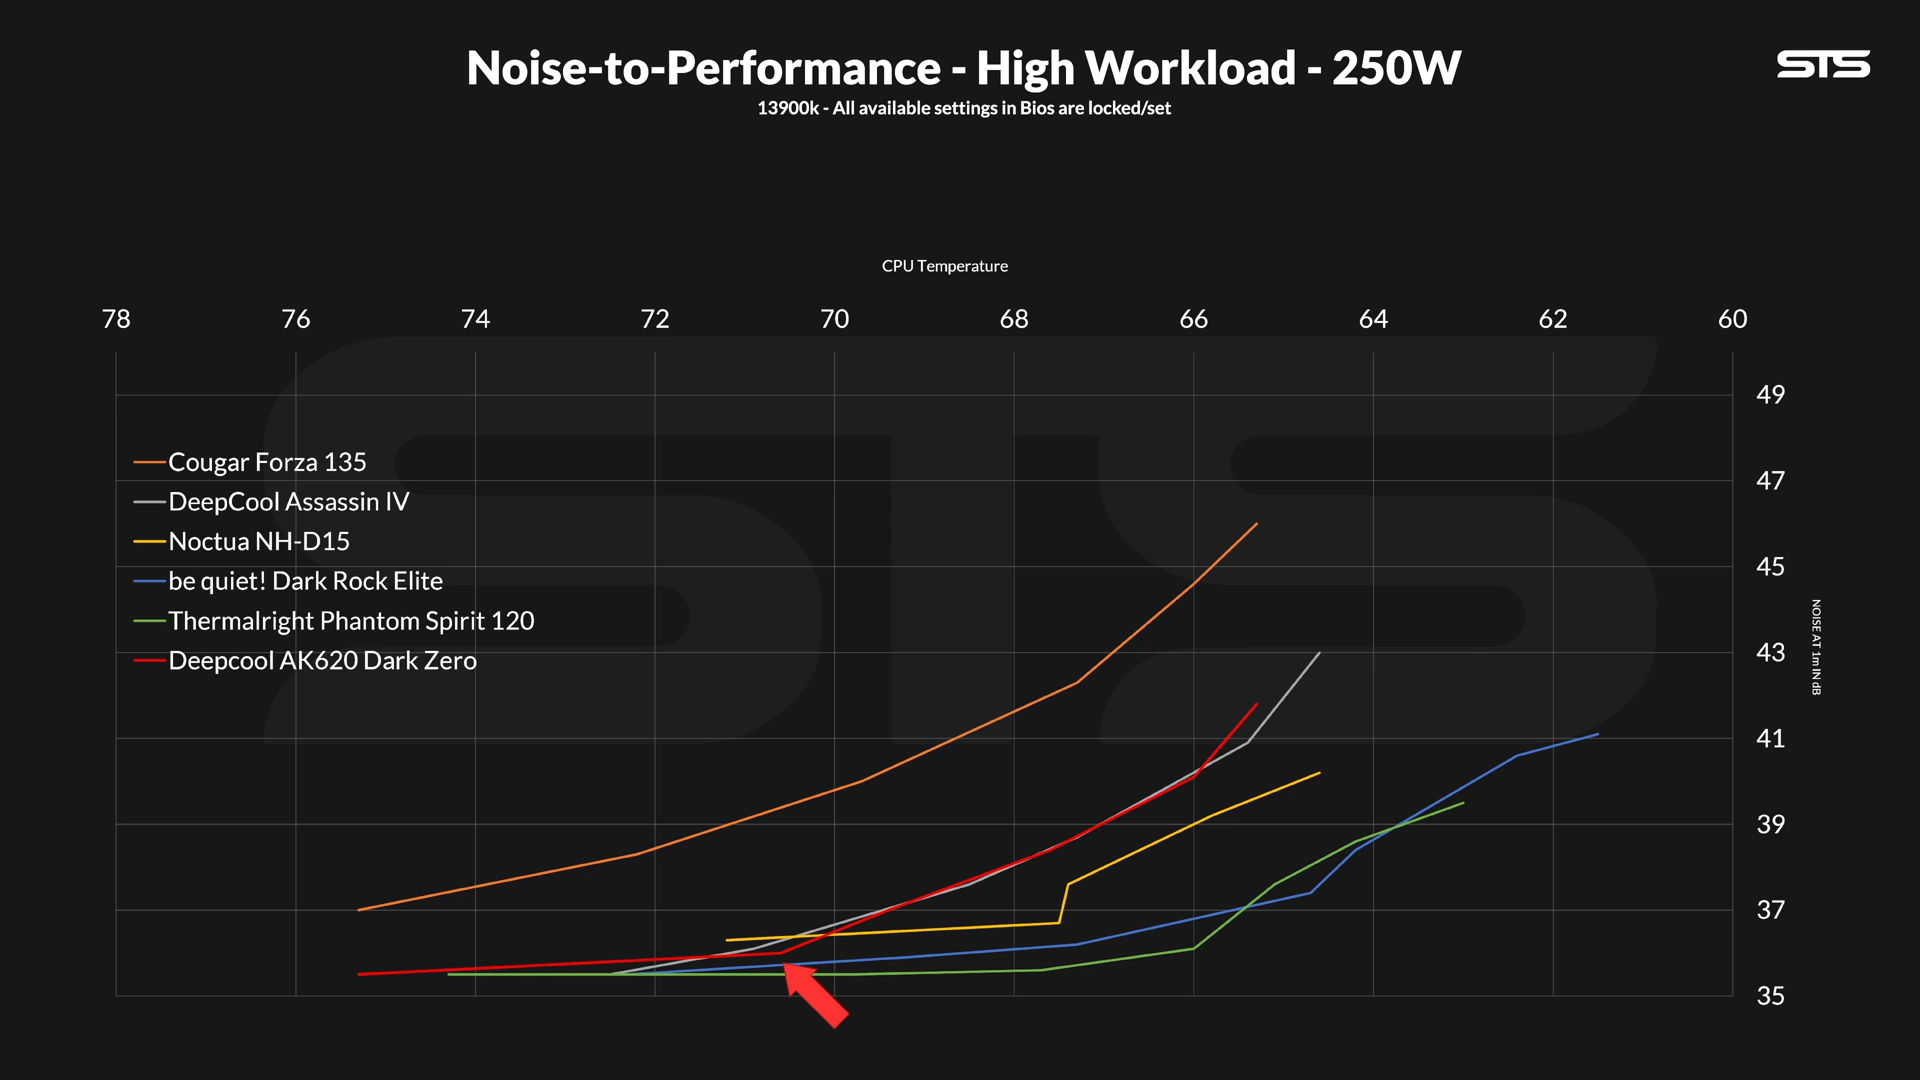 Noise-to-Performance - High Workload - 250W
STS
13900k - All available settings in Bios are locked/set
CPU Temperature
78 76 74 72 70 68 66 64 62 60
49
Cougar Forza 135
47
DeepCool Assassin IV
Noctua NH-D15
45
be quiet! Dark Rock Elite
Thermalright Phantom Spirit 120
43
Deepcool AK620 Dark Zero
NOISE AT 1m IN dB
41
39
37
35